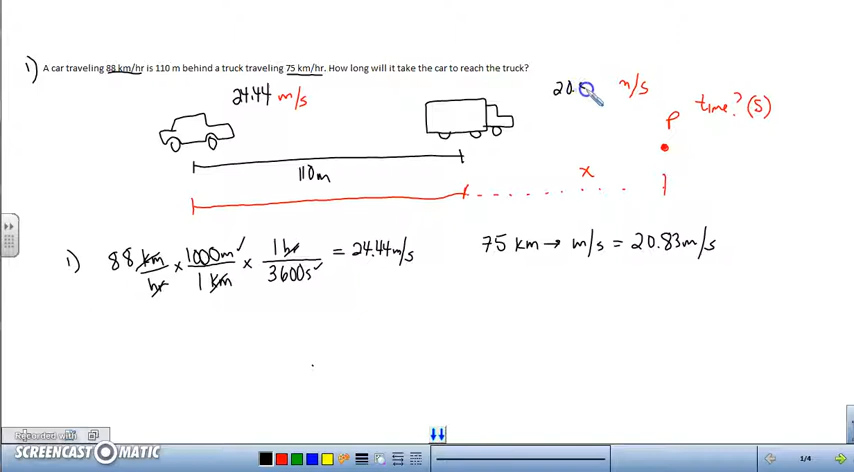 1) A car traveling 88 km/hr is 110 m behind a truck traveling 75 km/hr. How long will it take the car to reach the truck?
24.44 m/s
20. m/s
P time? (s)
110m
x
1) 88 km/hr × 1000m/1 km × 1 hr/3600s = 24.44 m/s
75 km → m/s = 20.83 m/s
Recorded with
SCREENCAST MATIC
1/4